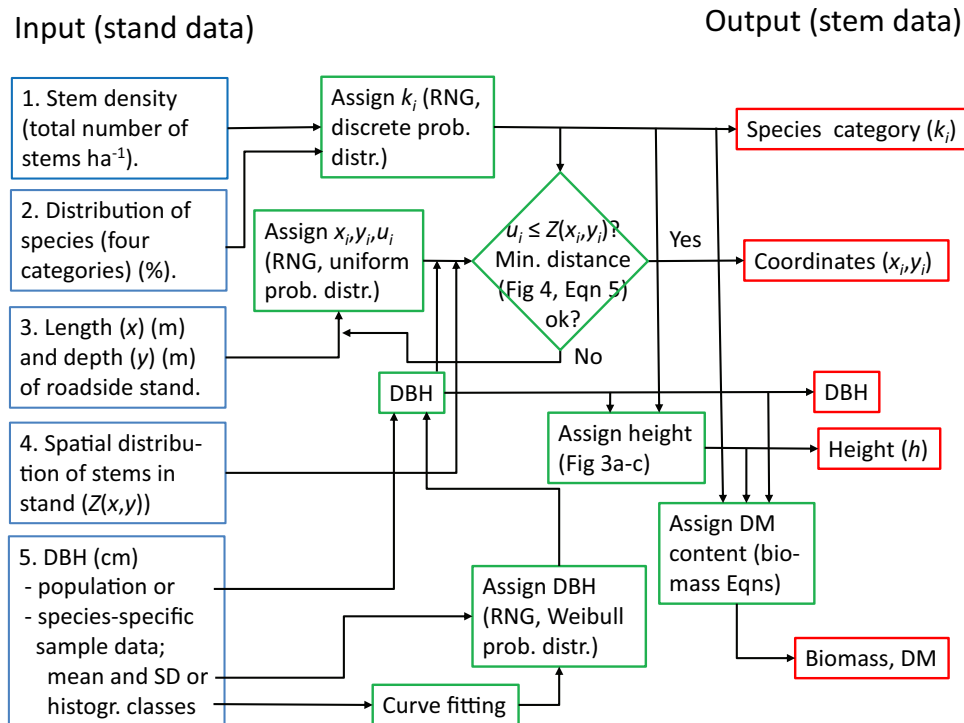 Input (stand data)
Output (stem data)
1. Stem density
(total number of
stems ha⁻¹).
2. Distribution of
species (four
categories) (%).
3. Length (x) (m)
and depth (y) (m)
of roadside stand.
4. Spatial distribu-
tion of stems in
stand (Z(x,y))
5. DBH (cm)
- population or
- species-specific
sample data;
mean and SD or
histogr. classes
Assign kᵢ (RNG,
discrete prob.
distr.)
Assign xᵢ,yᵢ,uᵢ
(RNG, uniform
prob. distr.)
uᵢ ≤ Z(xᵢ,yᵢ)?
Min. distance
(Fig 4, Eqn 5)
ok?
Yes
No
DBH
Assign height
(Fig 3a-c)
Assign DBH
(RNG, Weibull
prob. distr.)
Curve fitting
Assign DM
content (bio-
mass Eqns)
Species category (kᵢ)
Coordinates (xᵢ,yᵢ)
DBH
Height (h)
Biomass, DM